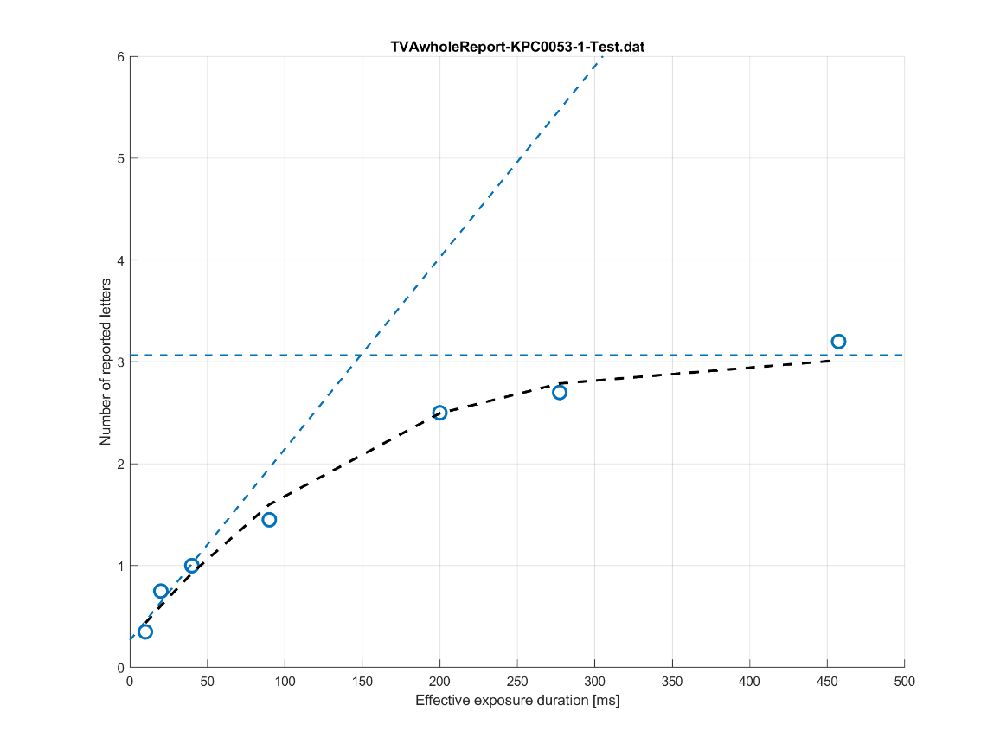 TVAwholeReport-KPC0053-1-Test.dat
6
5
4
3
2
1
0
Number of reported letters
0 50 100 150 200 250 300 350 400 450 500
Effective exposure duration [ms]